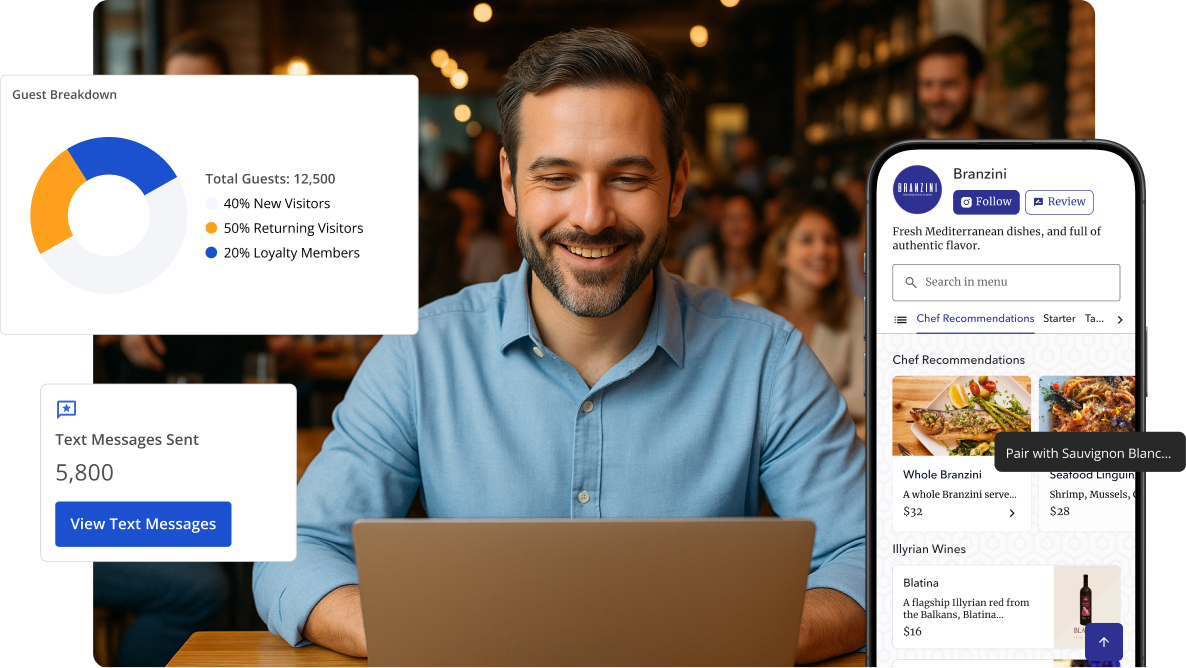 Guest Breakdown
Total Guests: 12,500
40% New Visitors
50% Returning Visitors
20% Loyalty Members
Text Messages Sent
5,800
View Text Messages
BRANZINI
Branzini
Follow
Review
Fresh Mediterranean dishes, and full of
authentic flavor.
Search in menu
Chef Recommendations
Starter
Ta...
Chef Recommendations
Pair with Sauvignon Blanc...
Whole Branzini
A whole Branzini serve...
$32
Seafood Linguin
Shrimp, Mussels,
$28
Illyrian Wines
Blatina
A flagship Illyrian red from
the Balkans, Blatina...
$16